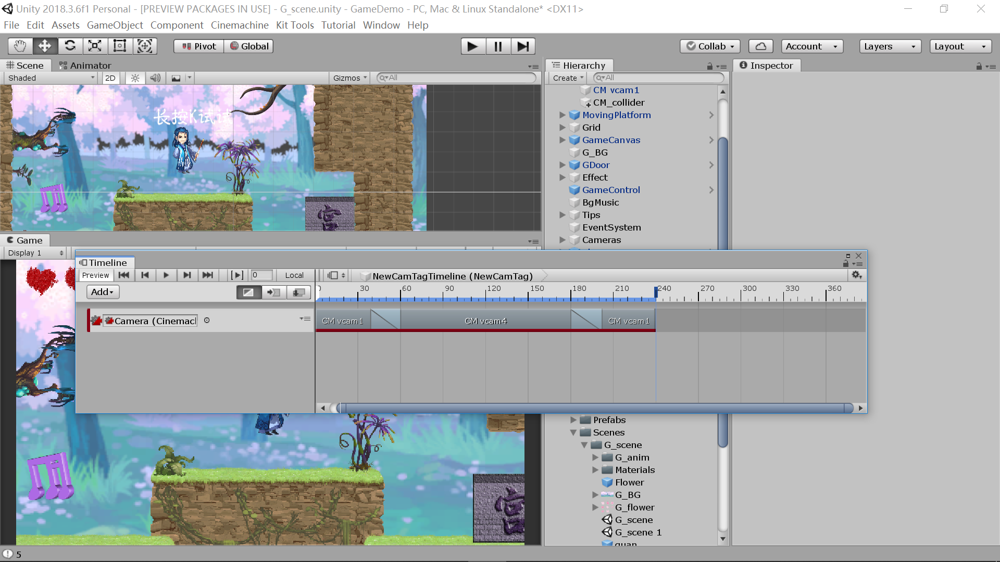 Unity 2018.3.6f1 Personal - [PREVIEW PACKAGES IN USE] - G_scene.unity - GameDemo - PC, Mac & Linux Standalone* <DX11>
File Edit Assets GameObject Component Cinemachine Kit Tools Tutorial Window Help
Pivot Global Collab Account Layers Layout
Scene Animator Hierarchy Inspector
Shaded 2D Gizmos All Create All
CM vcam1
CM_collider
长按K试试
MovingPlatform
Grid
GameCanvas
G_BG
GDoor
Effect
GameControl
BgMusic
Tips
宫
EventSystem
Cameras
Game
Display 1
Timeline
Preview 0 Local NewCamTagTimeline (NewCamTag)
Add 30 60 90 120 150 180 210 240 270 300 330 360
Camera (Cinemacl CM vcam1 CM vcam4 CM vcam1
Prefabs
Scenes
G_scene
G_anim
Materials
Flower
G_BG
宫
G_flower
G_scene
G_scene 1
quan
5